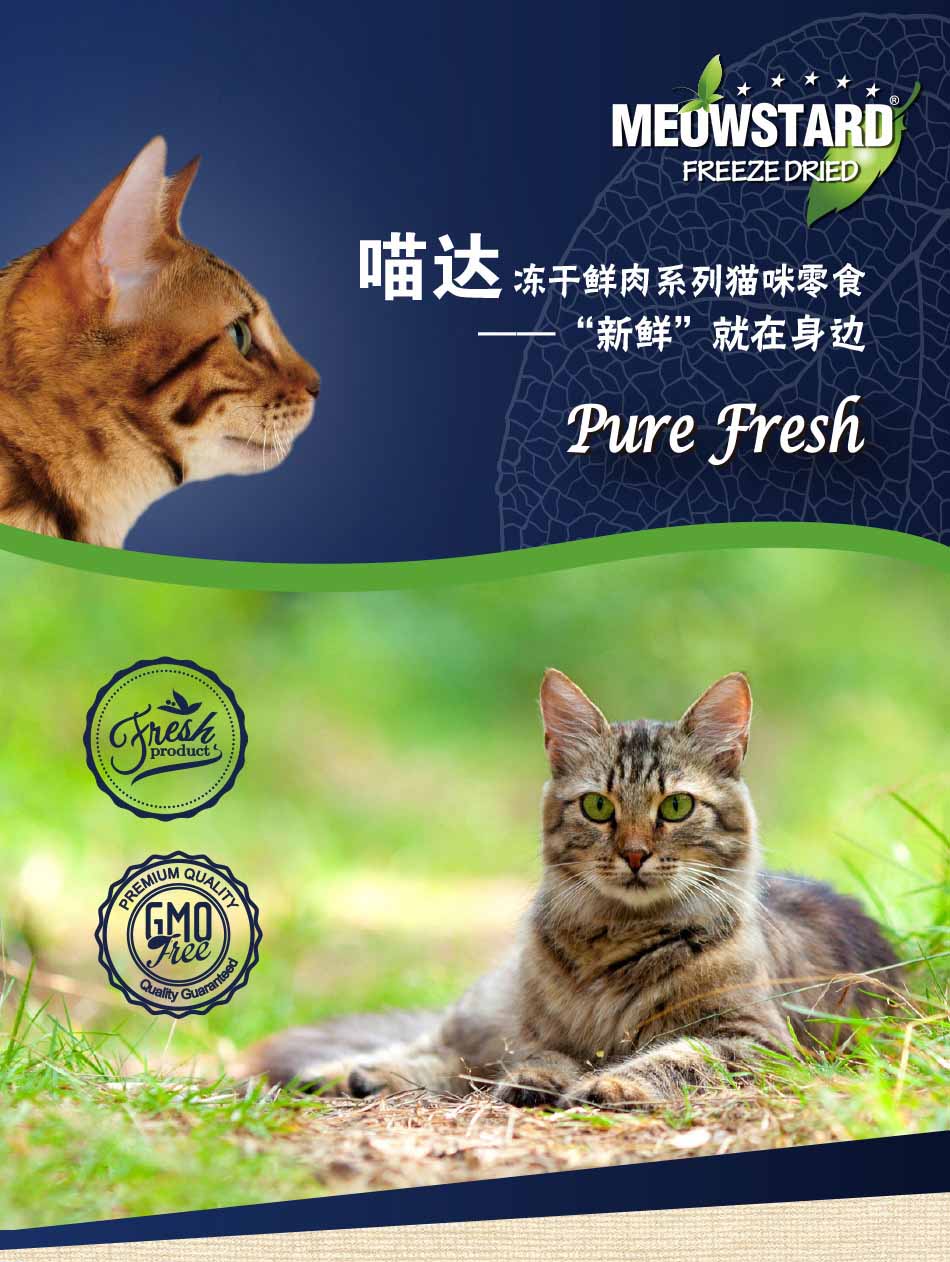 MEOWSTARD®
FREEZE DRIED
喵达 冻干鲜肉系列猫咪零食
——“新鲜”就在身边
Pure Fresh
Fresh
product
PREMIUM QUALITY
GMO
Free
Quality Guaranteed